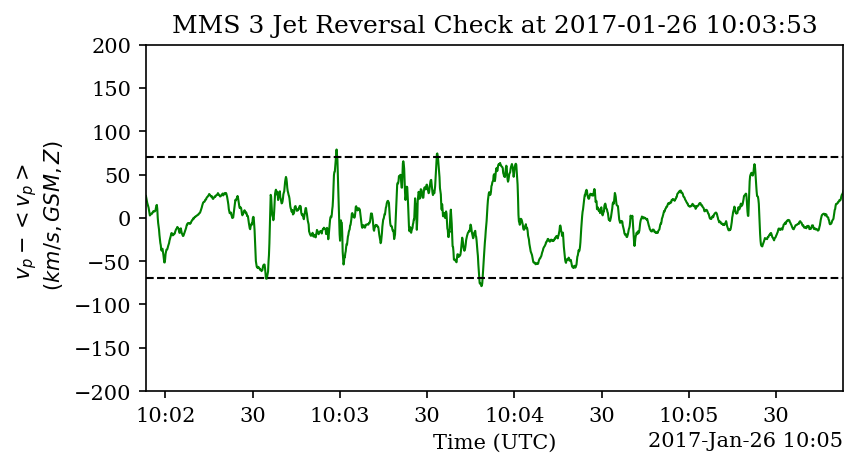 MMS 3 Jet Reversal Check at 2017-01-26 10:03:53
200
150
100
50
0
−50
−100
−150
−200
v_p − < v_p >
(km/s, GSM, Z)
10:02 30 10:03 30 10:04 30 10:05 30
Time (UTC)
2017-Jan-26 10:05